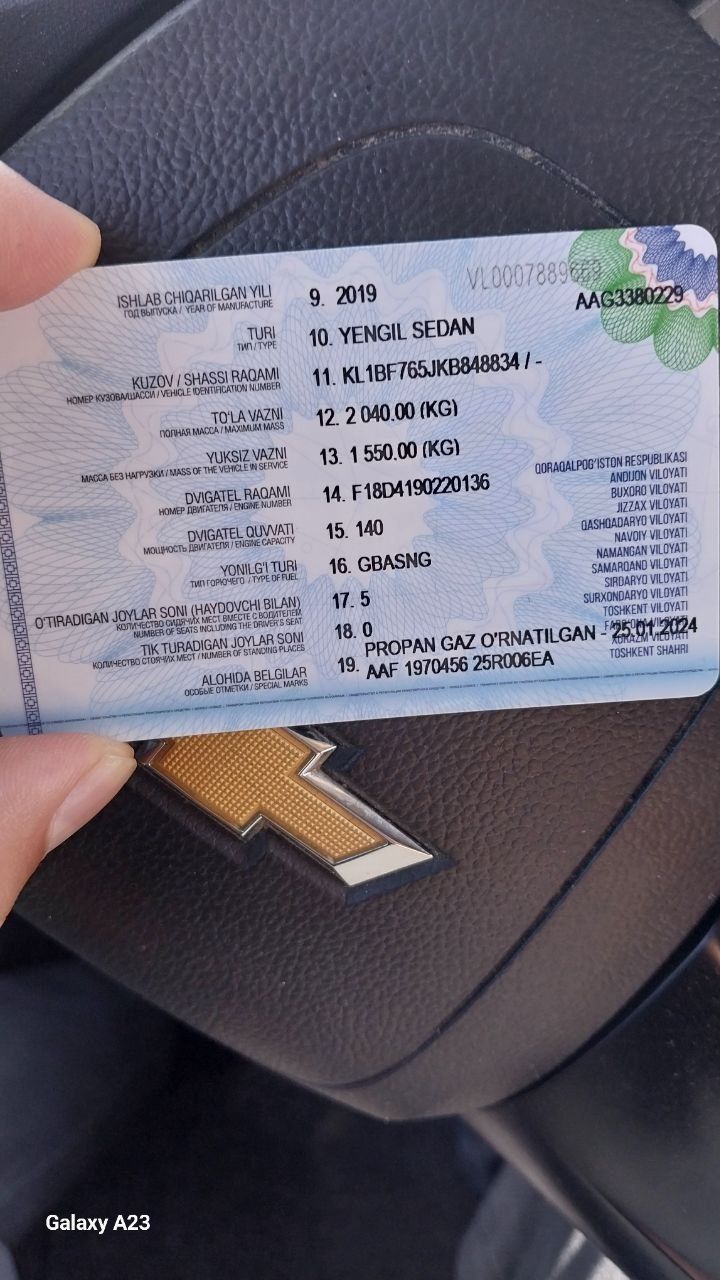 VL0007889669
AAG3380229
ISHLAB CHIQARILGAN YILI 9. 2019
ГОД ВЫПУСКА / YEAR OF MANUFACTURE
TURI 10. YENGIL SEDAN
ТИП / TYPE
KUZOV / SHASSI RAQAMI 11. KL1BF765JKB848834 / -
НОМЕР КУЗОВА/ШАССИ / VEHICLE IDENTIFICATION NUMBER
TO'LA VAZNI 12. 2 040.00 (KG)
ПОЛНАЯ МАССА / MAXIMUM MASS
YUKSIZ VAZNI 13. 1 550.00 (KG)
МАССА БЕЗ НАГРУЗКИ / MASS OF THE VEHICLE IN SERVICE
DVIGATEL RAQAMI 14. F18D4190220136
НОМЕР ДВИГАТЕЛЯ / ENGINE NUMBER
DVIGATEL QUVVATI 15. 140
МОЩНОСТЬ ДВИГАТЕЛЯ / ENGINE CAPACITY
YONILG'I TURI 16. GBASNG
ТИП ГОРЮЧЕГО / TYPE OF FUEL
O'TIRADIGAN JOYLAR SONI (HAYDOVCHI BILAN) 17. 5
КОЛИЧЕСТВО СИДЯЧИХ МЕСТ ВМЕСТЕ С ВОДИТЕЛЕМ
NUMBER OF SEATS INCLUDING THE DRIVER'S SEAT
TIK TURADIGAN JOYLAR SONI 18. 0
КОЛИЧЕСТВО СТОЯЧИХ МЕСТ / NUMBER OF STANDING PLACES
ALOHIDA BELGILAR 19. PROPAN GAZ O'RNATILGAN - 25.01.2024
AAF 1970456 25R006EA
ОСОБЫЕ ОТМЕТКИ / SPECIAL MARKS
QORAQALPOG'ISTON RESPUBLIKASI
ANDIJON VILOYATI
BUXORO VILOYATI
JIZZAX VILOYATI
QASHQADARYO VILOYATI
NAVOIY VILOYATI
NAMANGAN VILOYATI
SAMARQAND VILOYATI
SIRDARYO VILOYATI
SURXONDARYO VILOYATI
TOSHKENT VILOYATI
VILOYATI
XORAZM VILOYATI
TOSHKENT SHAHRI
Galaxy A23